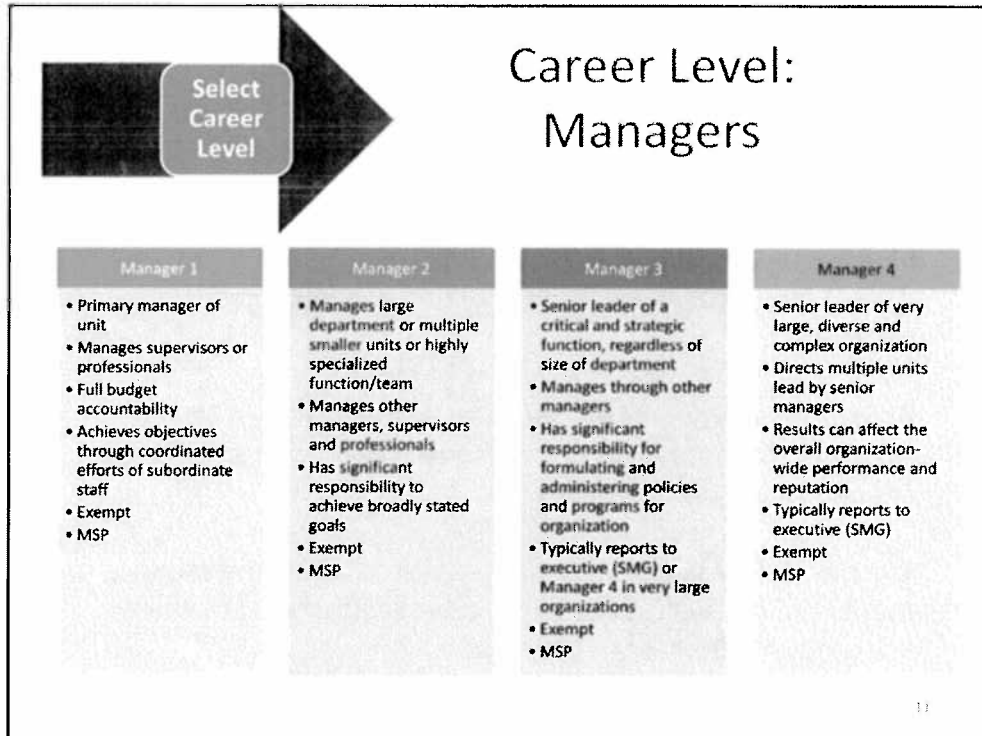 Select
Career
Level
Career Level:
Managers
Manager 1
• Primary manager of
unit
• Manages supervisors or
professionals
• Full budget
accountability
• Achieves objectives
through coordinated
efforts of subordinate
staff
• Exempt
• MSP
Manager 2
• Manages large
department or multiple
smaller units or highly
specialized
function/team
• Manages other
managers, supervisors
and professionals
• Has significant
responsibility to
achieve broadly stated
goals
• Exempt
• MSP
Manager 3
• Senior leader of a
critical and strategic
function, regardless of
size of department
• Manages through other
managers
• Has significant
responsibility for
formulating and
administering policies
and programs for
organization
• Typically reports to
executive (SMG) or
Manager 4 in very large
organizations
• Exempt
• MSP
Manager 4
• Senior leader of very
large, diverse and
complex organization
• Directs multiple units
lead by senior
managers
• Results can affect the
overall organization-
wide performance and
reputation
• Typically reports to
executive (SMG)
• Exempt
• MSP